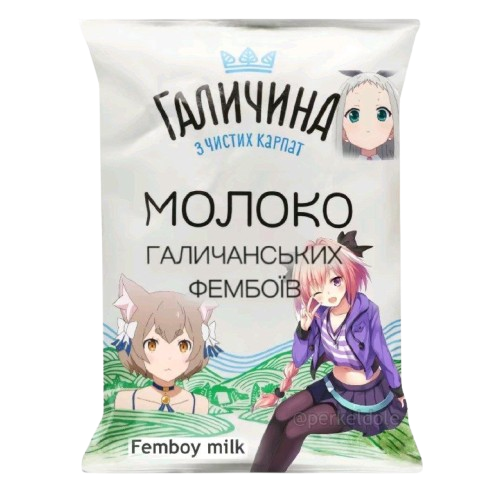 ГАЛИЧИНА
З ЧИСТИХ КАРПАТ
МОЛОКО
ГАЛИЧАНСЬКИХ
ФЕМБОЇВ
Femboy milk